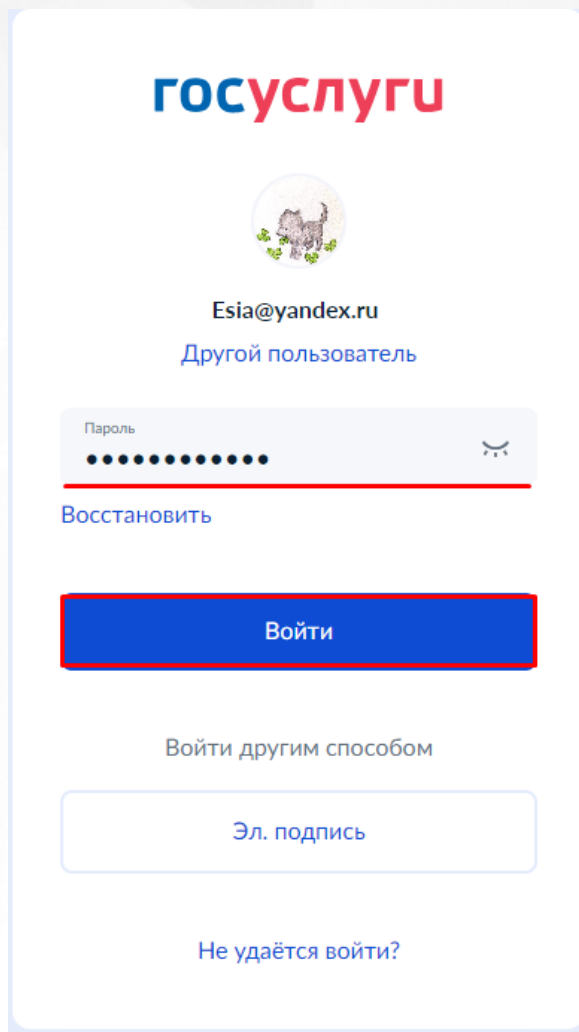 госуслуги
Esia@yandex.ru
Другой пользователь
Пароль
••••••••••••
Восстановить
Войти
Войти другим способом
Эл. подпись
Не удаётся войти?